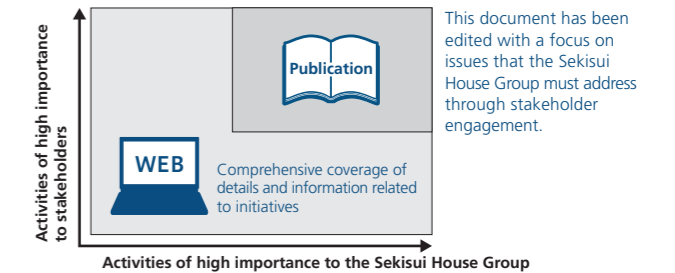 Activities of high importance
to stakeholders
Publication
This document has been
edited with a focus on
issues that the Sekisui
House Group must address
through stakeholder
engagement.
WEB
Comprehensive coverage of
details and information related
to initiatives
Activities of high importance to the Sekisui House Group